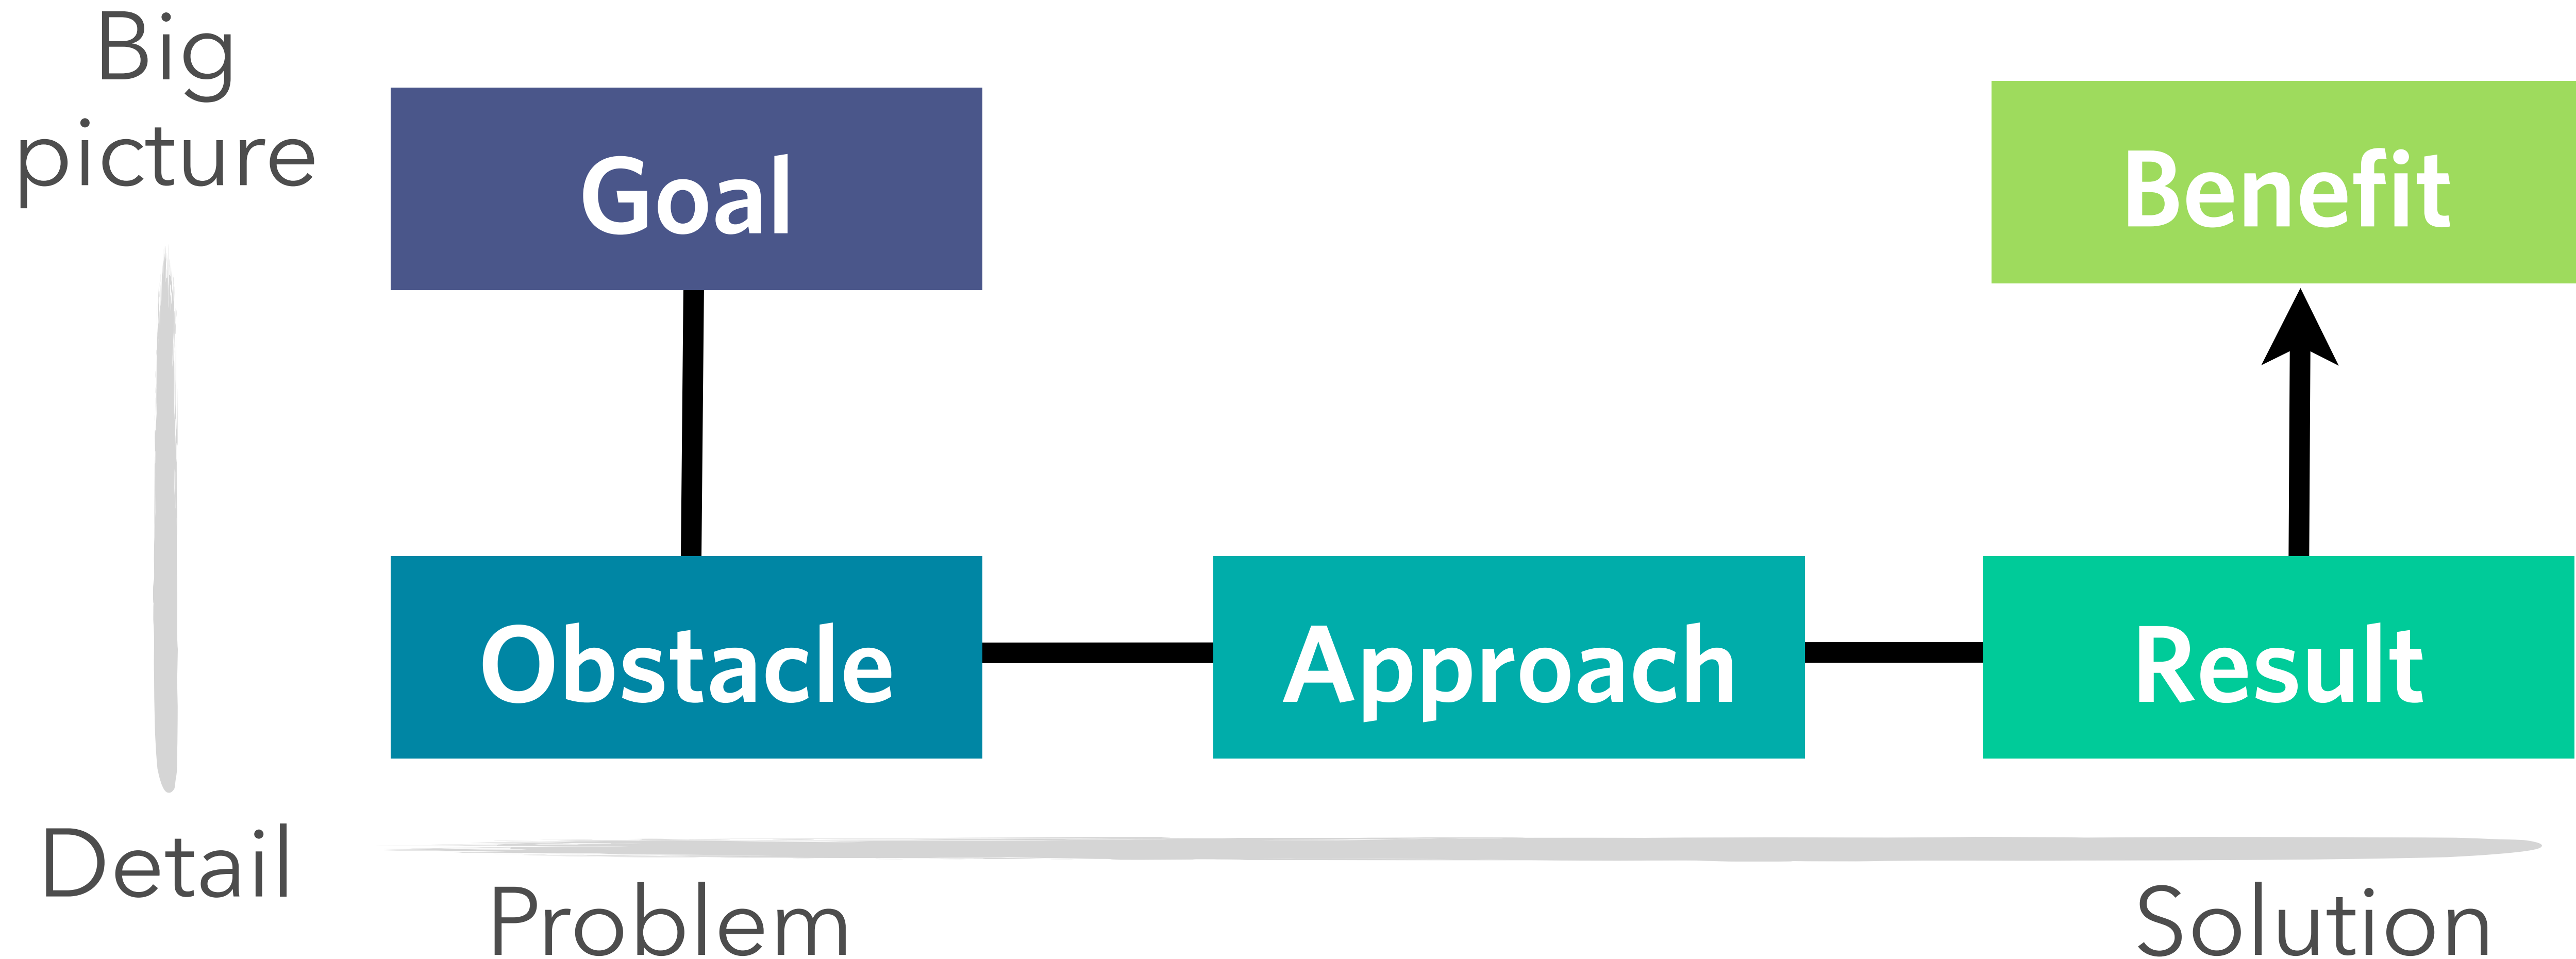 Big
picture
Goal
Benefit
Obstacle
Approach
Result
Detail
Problem
Solution